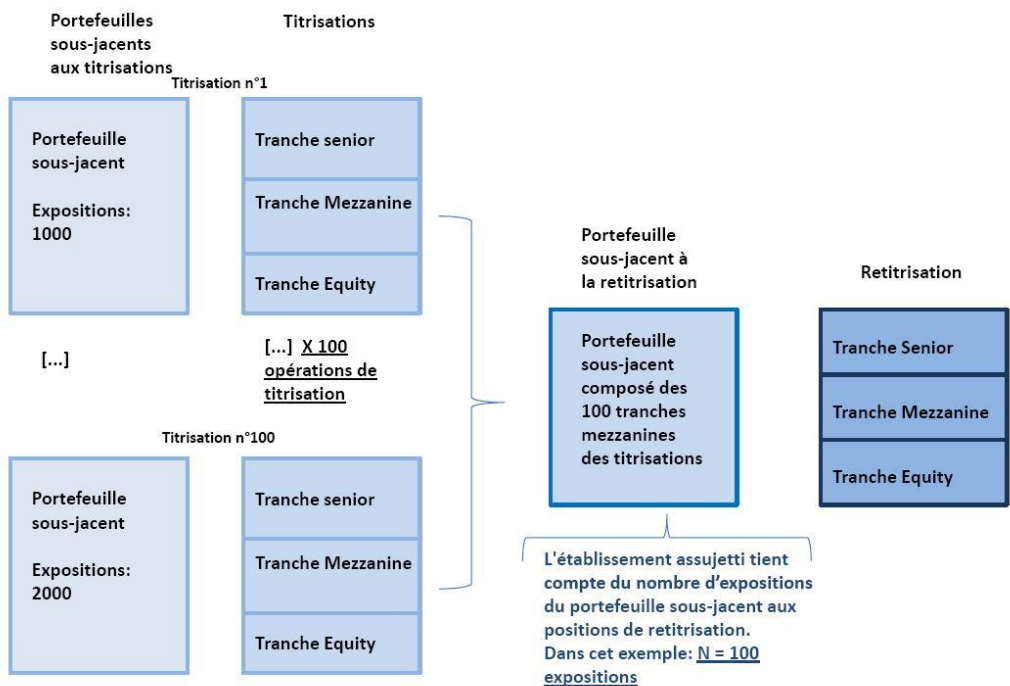 Portefeuilles
sous-jacents
aux titrisations
Titrisations
Titrisation n°1
Portefeuille
sous-jacent
Expositions:
1000
Tranche senior
Tranche Mezzanine
Tranche Equity
[...]
[...] X 100
opérations de
titrisation
Titrisation n°100
Portefeuille
sous-jacent
Expositions:
2000
Tranche senior
Tranche Mezzanine
Tranche Equity
Portefeuille
sous-jacent à
la retitrisation
Portefeuille
sous-jacent
composé des
100 tranches
mezzanines
des titrisations
L'établissement assujetti tient
compte du nombre d’expositions
du portefeuille sous-jacent aux
positions de retitrisation.
Dans cet exemple: N = 100
expositions
Retitrisation
Tranche Senior
Tranche Mezzanine
Tranche Equity